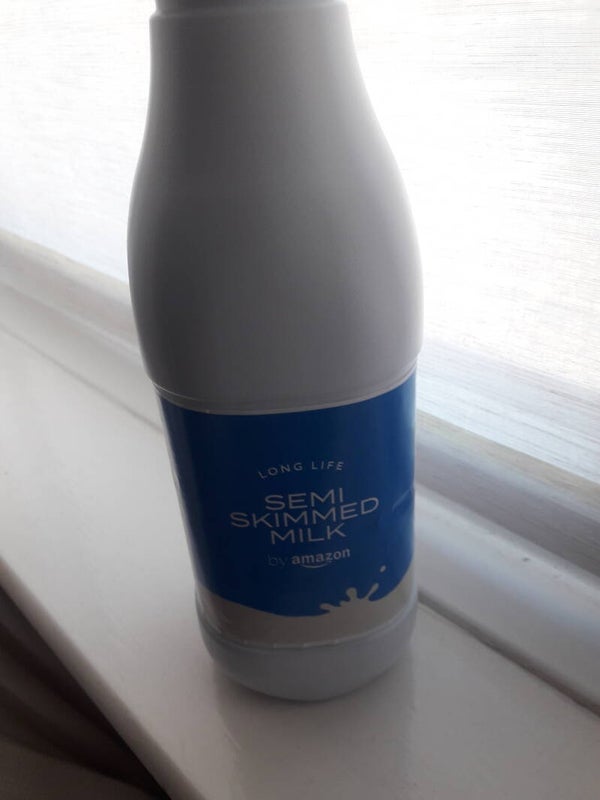 LONG LIFE
SEMI
SKIMMED
MILK
by amazon